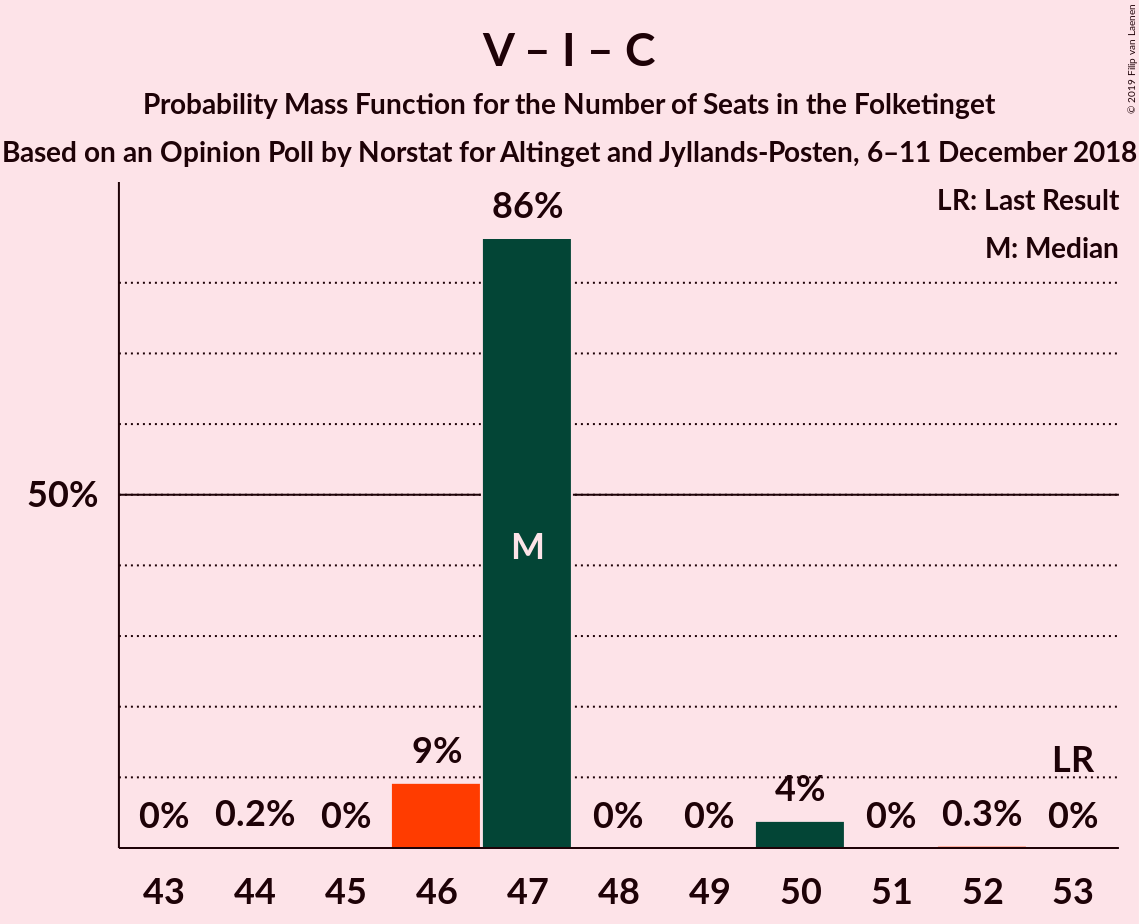 V – I – C
Probability Mass Function for the Number of Seats in the Folketinget
Based on an Opinion Poll by Norstat for Altinget and Jyllands-Posten, 6–11 December 2018
© 2019 Filip van Laenen
LR: Last Result
M: Median
86%
50%
M
9%
LR
4%
0% 0.2% 0% 0% 0% 0% 0.3% 0%
43 44 45 46 47 48 49 50 51 52 53